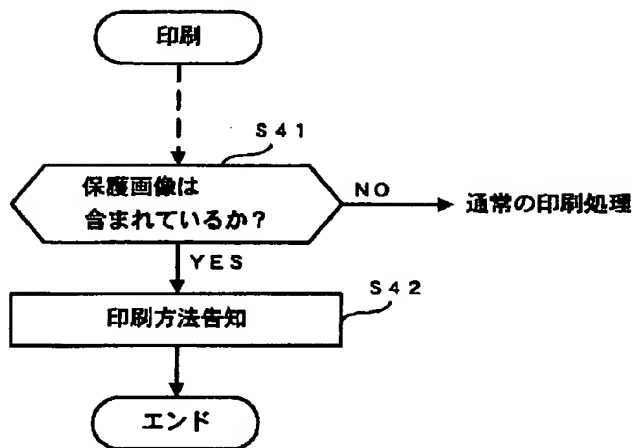 印刷
S41
保護画像は
含まれているか?
NO
通常の印刷処理
YES
S42
印刷方法告知
エンド